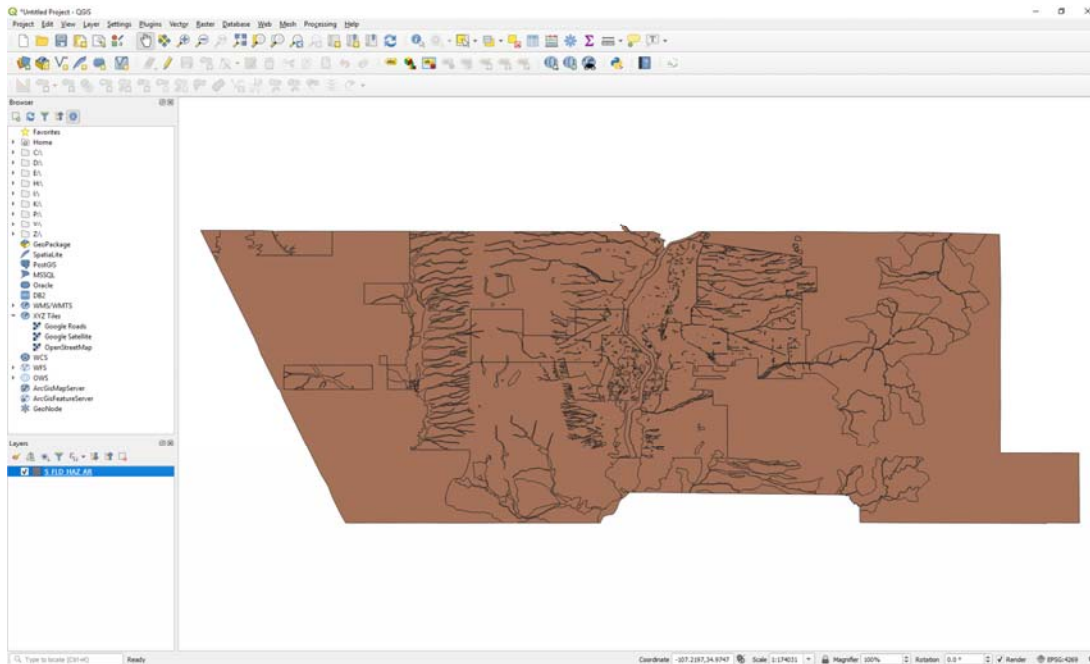 *Untitled Project - QGIS
Project Edit View Layer Settings Plugins Vector Raster Database Web Mesh Processing Help
Browser
Favorites
Home
C:\
D:\
E:\
H:\
I:\
K:\
P:\
Z:\
GeoPackage
SpatiaLite
PostGIS
MSSQL
Oracle
DB2
WMS/WMTS
XYZ Tiles
Google Roads
Google Satellite
OpenStreetMap
WCS
WFS
OWS
ArcGisMapServer
ArcGisFeatureServer
GeoNode
Layers
S_FLD_HAZ_AR
Type to locate (Ctrl+K) Ready Coordinate -107.2197,34.9747 Scale 1:174031 Magnifier 100% Rotation 0.0 ° Render EPSG:4269